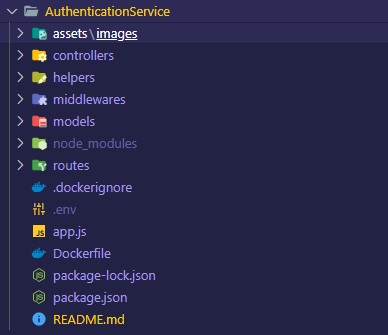 AuthenticationService
assets\images
controllers
helpers
middlewares
models
node_modules
routes
.dockerignore
.env
app.js
Dockerfile
package-lock.json
package.json
README.md